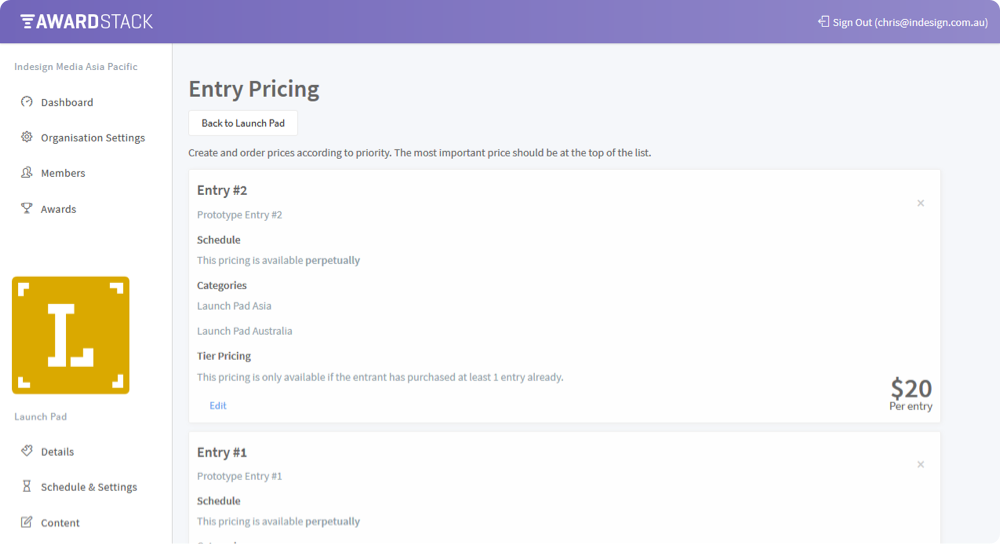 AWARDSTACK
Sign Out (chris@indesign.com.au)
Indesign Media Asia Pacific
Dashboard
Organisation Settings
Members
Awards
L
Launch Pad
Details
Schedule & Settings
Content
Entry Pricing
Back to Launch Pad
Create and order prices according to priority. The most important price should be at the top of the list.
Entry #2
Prototype Entry #2
Schedule
This pricing is available perpetually
Categories
Launch Pad Asia
Launch Pad Australia
Tier Pricing
This pricing is only available if the entrant has purchased at least 1 entry already.
Edit
$20
Per entry
Entry #1
Prototype Entry #1
Schedule
This pricing is available perpetually